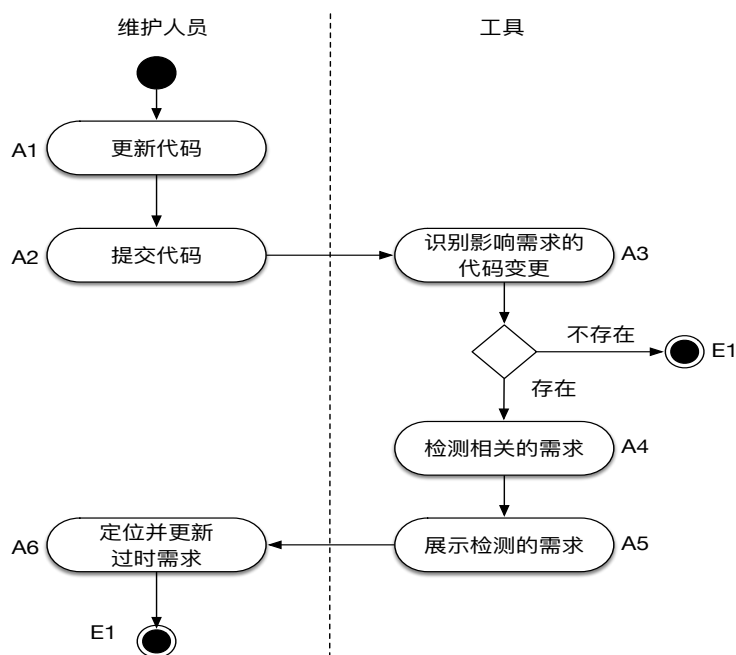 维护人员
工具
A1
更新代码
A2
提交代码
识别影响需求的
代码变更
A3
不存在
E1
存在
检测相关的需求
A4
定位并更新
过时需求
A6
展示检测的需求
A5
E1